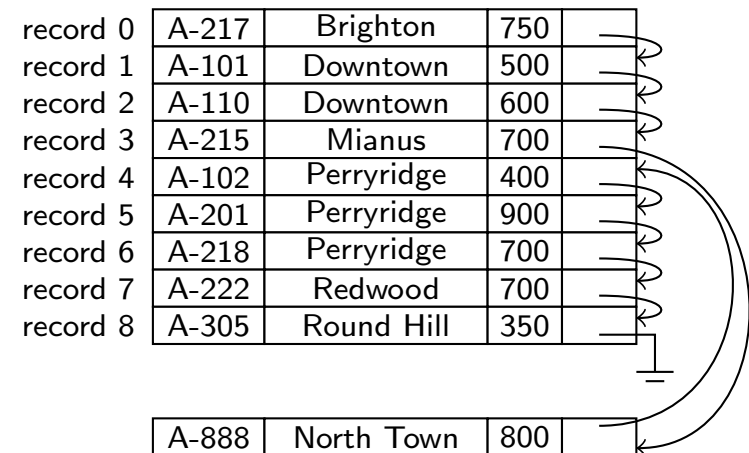 record 0 A-217 Brighton 750
record 1 A-101 Downtown 500
record 2 A-110 Downtown 600
record 3 A-215 Mianus 700
record 4 A-102 Perryridge 400
record 5 A-201 Perryridge 900
record 6 A-218 Perryridge 700
record 7 A-222 Redwood 700
record 8 A-305 Round Hill 350
A-888 North Town 800